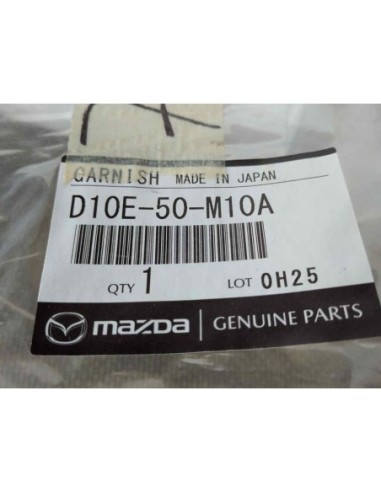 A
GARNISH MADE IN JAPAN
D10E-50-M10A
QTY 1 LOT 0H25
mazda GENUINE PARTS